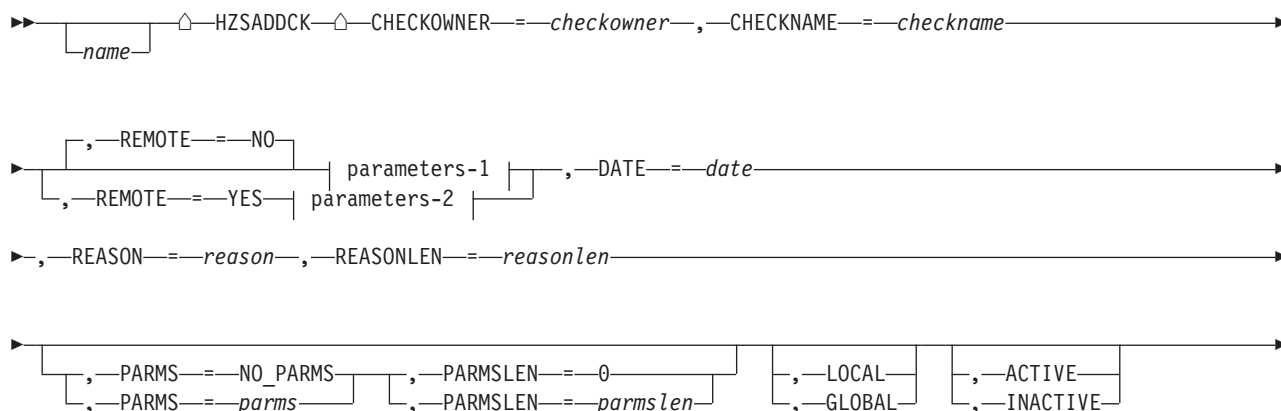 HZSADDCK CHECKOWNER = checkowner , CHECKNAME = checkname
name
, REMOTE = NO
parameters-1 , DATE = date
, REMOTE = YES parameters-2
, REASON = reason , REASONLEN = reasonlen
, PARMS = NO_PARMS , PARMSLEN = 0 , LOCAL , ACTIVE
, PARMS = parms , PARMSLEN = parmslen , GLOBAL , INACTIVE